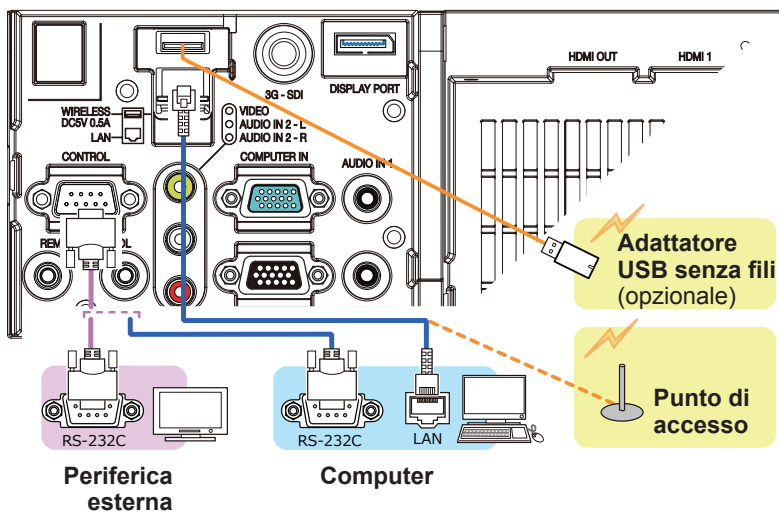 HDMI OUT
HDMI 1
3G - SDI
DISPLAY PORT
WIRELESS
DC5V 0.5A
LAN
VIDEO
AUDIO IN 2 - L
AUDIO IN 2 - R
CONTROL
COMPUTER IN
AUDIO IN 1
REM
OL
Adattatore
USB senza fili
(opzionale)
Punto di
accesso
RS-232C
RS-232C
LAN
Periferica
esterna
Computer